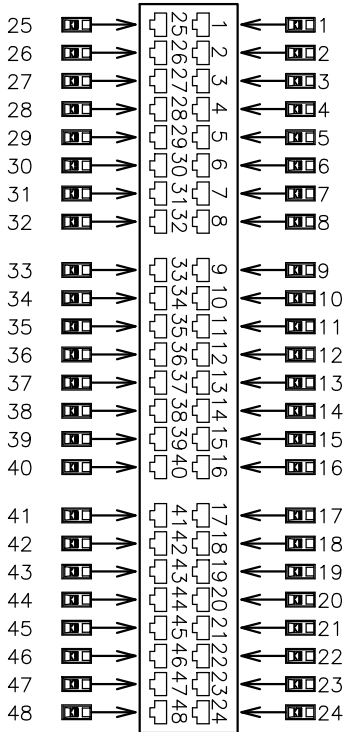 25 25 1 1
26 26 2 2
27 27 3 3
28 28 4 4
29 29 5 5
30 30 6 6
31 31 7 7
32 32 8 8
33 33 9 9
34 34 10 10
35 35 11 11
36 36 12 12
37 37 13 13
38 38 14 14
39 39 15 15
40 40 16 16
41 41 17 17
42 42 18 18
43 43 19 19
44 44 20 20
45 45 21 21
46 46 22 22
47 47 23 23
48 48 24 24